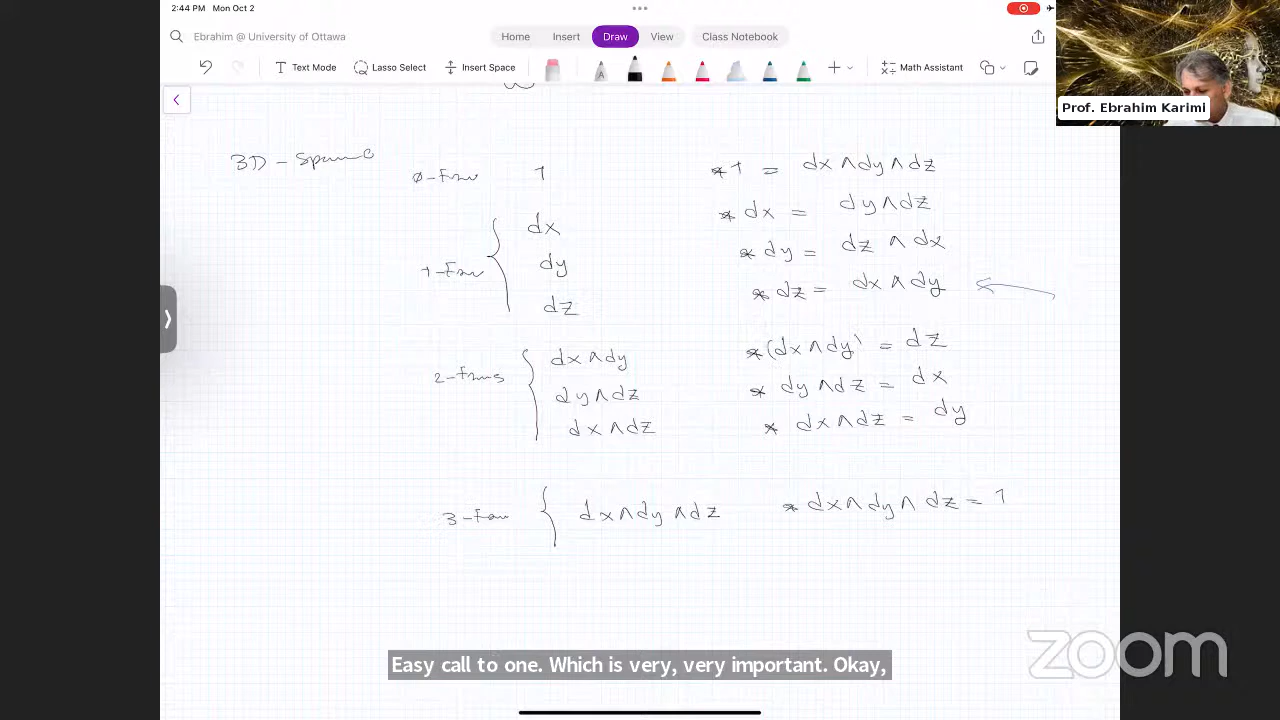 2:44 PM Mon Oct 2
Ebrahim @ University of Ottawa Home Insert Draw View Class Notebook
Text Mode Lasso Select Insert Space Math Assistant
Prof. Ebrahim Karimi
3D - Space
0-Form 1 *1 = dx∧dy∧dz
dx *dx = dy∧dz
1-Form dy *dy = dz∧dx
dz *dz = dx∧dy
2-Forms dx∧dy *(dx∧dy) = dz
dy∧dz * dy∧dz = dx
dx∧dz * dx∧dz = dy
3-Form dx∧dy∧dz * dx∧dy∧dz = 1
Easy call to one. Which is very, very important. Okay,
zoom